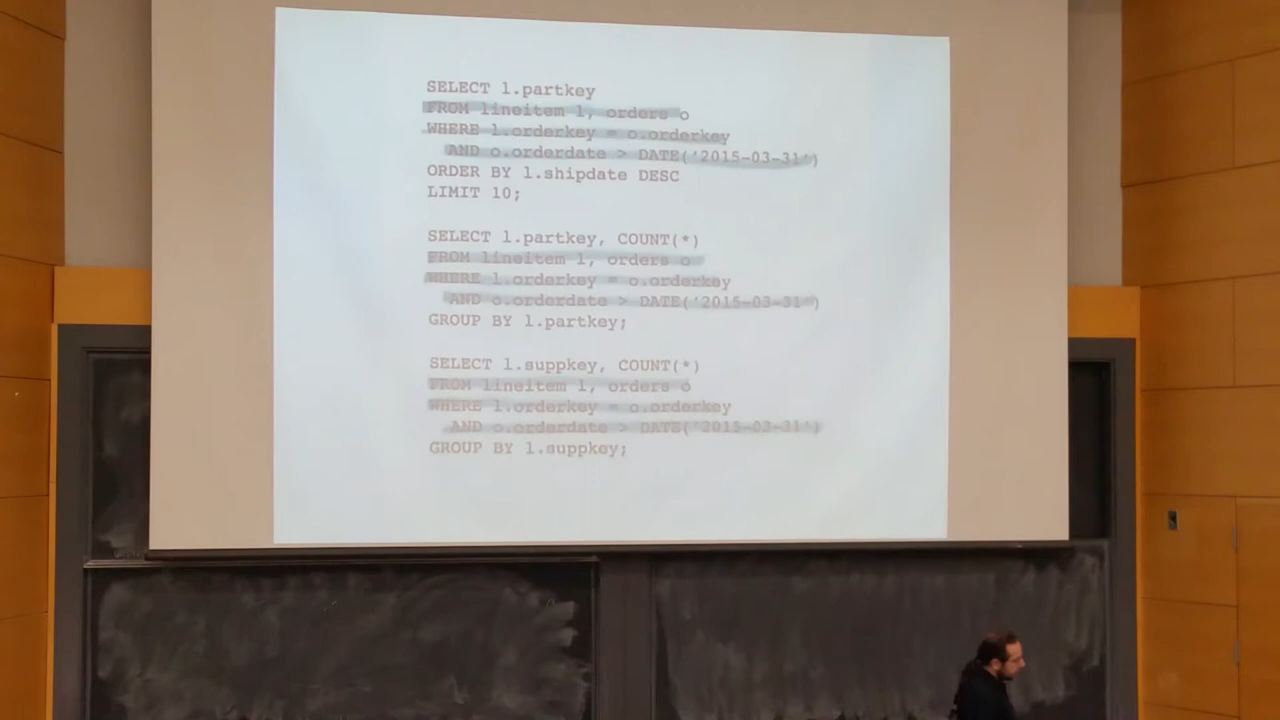 SELECT l.partkey
FROM lineitem l, orders o
WHERE l.orderkey = o.orderkey
AND o.orderdate > DATE('2015-03-31')
ORDER BY l.shipdate DESC
LIMIT 10;
SELECT l.partkey, COUNT(*)
FROM lineitem l, orders o
WHERE l.orderkey = o.orderkey
AND o.orderdate > DATE('2015-03-31')
GROUP BY l.partkey;
SELECT l.suppkey, COUNT(*)
FROM lineitem l, orders o
WHERE l.orderkey = o.orderkey
AND o.orderdate > DATE('2015-03-31')
GROUP BY l.suppkey;